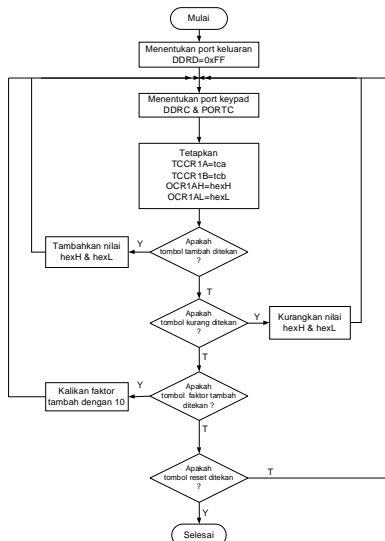 Mulai
Menentukan port keluaran
DDRD=0xFF
Menentukan port keypad
DDRC & PORTC
Tetapkan
TCCR1A=tca
TCCR1B=tcb
OCR1AH=hexH
OCR1AL=hexL
Apakah
tombol tambah ditekan
?
Y
Tambahkan nilai
hexH & hexL
T
Apakah
tombol kurang ditekan
?
Y
Kurangkan nilai
hexH & hexL
T
Apakah
tombol faktor tambah
ditekan ?
Y
Kalikan faktor
tambah dengan 10
T
Apakah
tombol reset ditekan
?
T
Y
Selesai